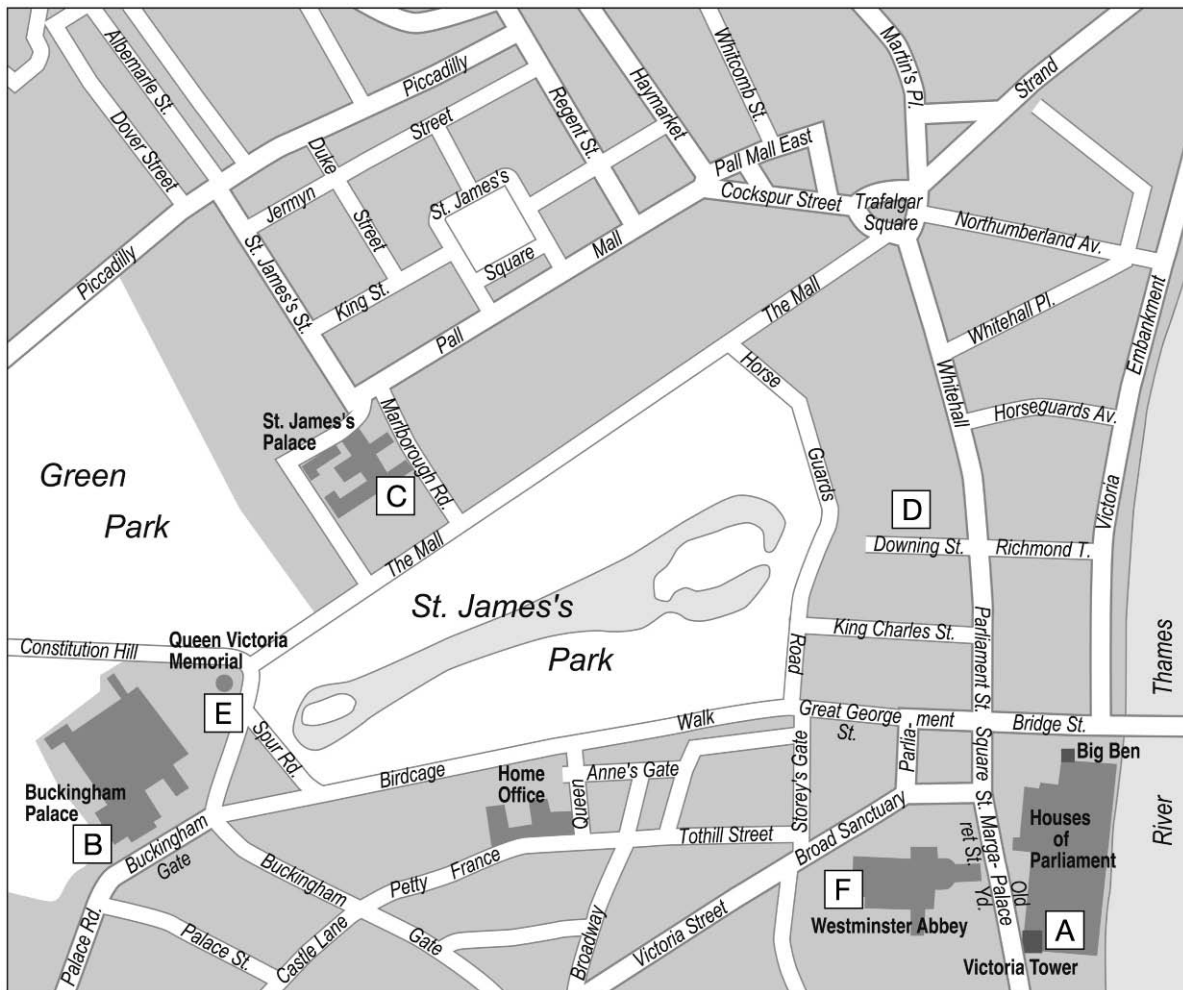 Albemarle St.
Dover Street
Piccadilly
Duke
Street
Jermyn
Street
Regent St.
Haymarket
Whitcomb St.
Martin's Pl.
Strand
Pall Mall East
Cockspur Street
Trafalgar
Square
Northumberland Av.
St. James's
Square
Mall
Pall
King St.
St. James's St.
Piccadilly
The Mall
Whitehall Pl.
Embankment
Horse
Whitehall
Horseguards Av.
St. James's
Palace
Marlborough Rd.
C
Green
Park
Guards
D
Victoria
The Mall
Downing St.
Richmond T.
St. James's
Park
Constitution Hill
Queen Victoria
Memorial
E
Road
King Charles St.
Parliament St.
Thames
Walk
Great George
St.
Parlia-
ment
Square
Bridge St.
Spur Rd.
Birdcage
Big Ben
Home
Office
Queen
Anne's Gate
Storey's Gate
Buckingham
Palace
B
Buckingham
Gate
Houses
of
Parliament
River
Tothill Street
Broad Sanctuary
St. Marga-
ret St.
Petty
France
Buckingham
Gate
F
Westminster Abbey
Old
Palace
Yd.
A
Victoria Tower
Palace Rd.
Palace St.
Castle Lane
Broadway
Victoria Street